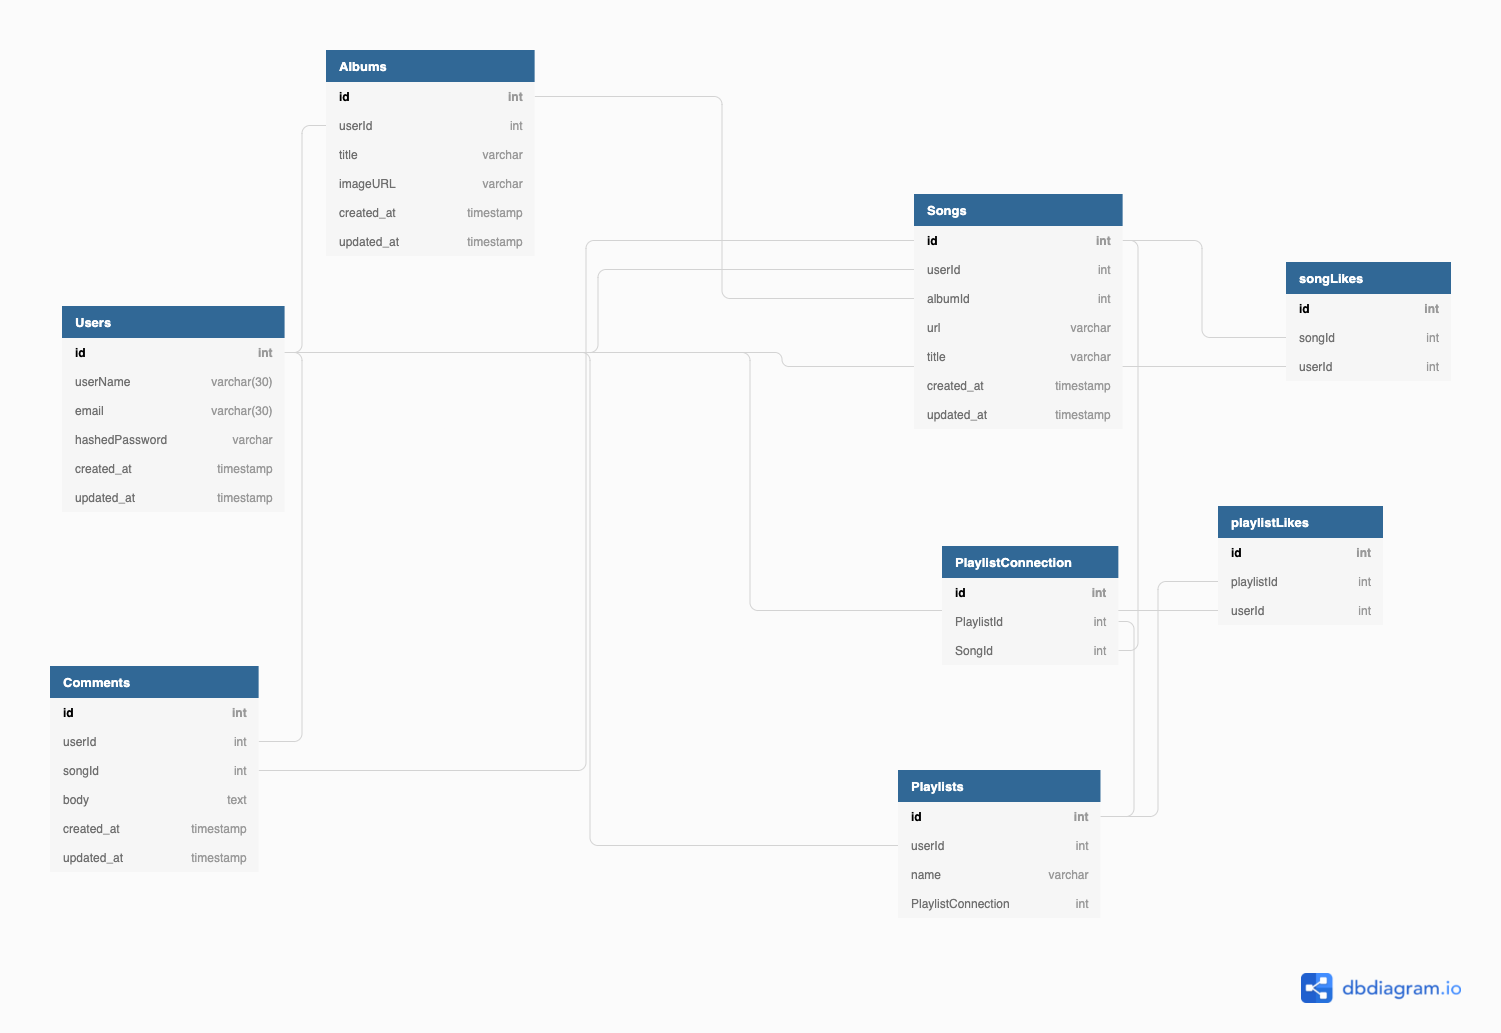 Albums
id int
userId int
title varchar
imageURL varchar
created_at timestamp
updated_at timestamp
Songs
id int
userId int
albumId int
url varchar
title varchar
created_at timestamp
updated_at timestamp
songLikes
id int
songId int
userId int
Users
id int
userName varchar(30)
email varchar(30)
hashedPassword varchar
created_at timestamp
updated_at timestamp
playlistLikes
id int
playlistId int
userId int
PlaylistConnection
id int
PlaylistId int
SongId int
Comments
id int
userId int
songId int
body text
created_at timestamp
updated_at timestamp
Playlists
id int
userId int
name varchar
PlaylistConnection int
dbdiagram.io